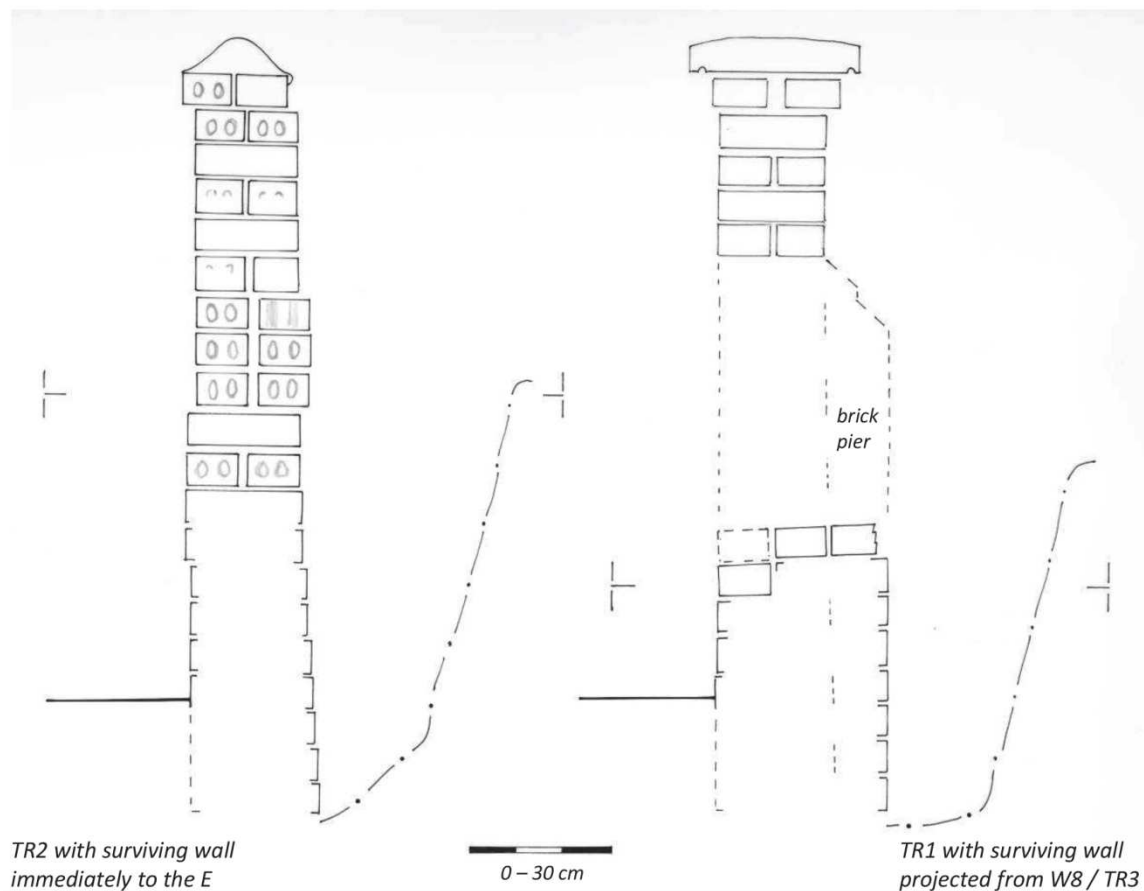 brick
pier
TR2 with surviving wall
immediately to the E
0 – 30 cm
TR1 with surviving wall
projected from W8 / TR3